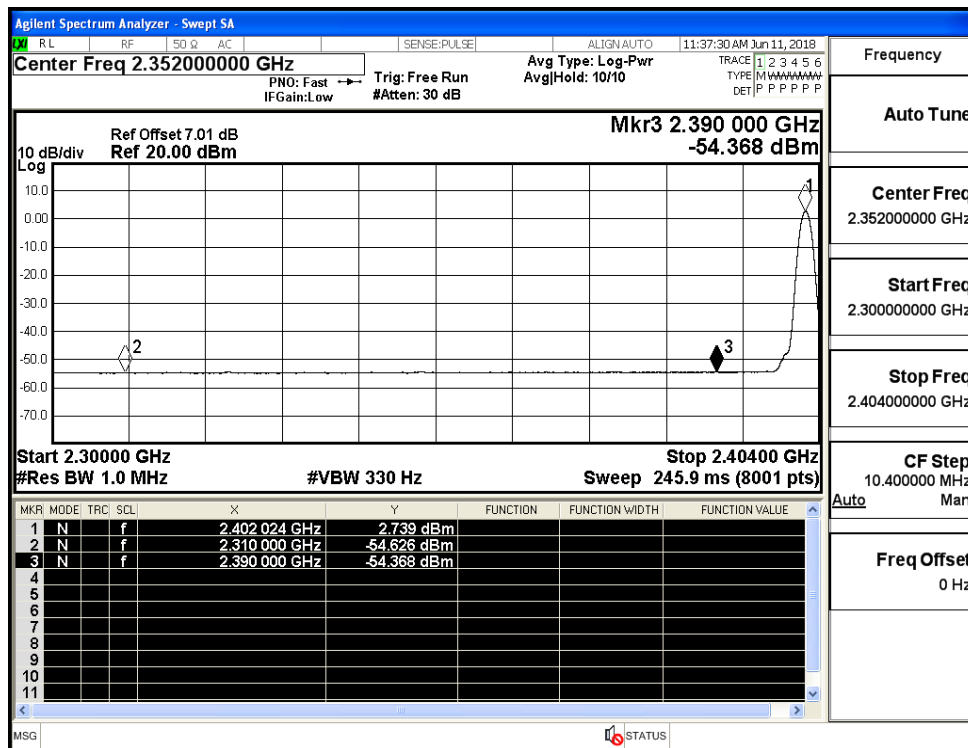 Agilent Spectrum Analyzer - Swept SA
LXI RL RF 50 Ω AC SENSE:PULSE ALIGN AUTO 11:37:30 AM Jun 11, 2018
Center Freq 2.352000000 GHz
PNO: Fast
IFGain:Low
Trig: Free Run
#Atten: 30 dB
Avg Type: Log-Pwr
Avg|Hold: 10/10
TRACE 1 2 3 4 5 6
TYPE MWWWWW
DET P P P P P P
Ref Offset 7.01 dB
10 dB/div Ref 20.00 dBm
Log
Mkr3 2.390 000 GHz
-54.368 dBm
10.0
0.00
-10.0
-20.0
-30.0
-40.0
-50.0
-60.0
-70.0
1
2
3
Start 2.30000 GHz Stop 2.40400 GHz
#Res BW 1.0 MHz #VBW 330 Hz Sweep 245.9 ms (8001 pts)
MKR MODE TRC SCL X Y FUNCTION FUNCTION WIDTH FUNCTION VALUE
1 N f 2.402 024 GHz 2.739 dBm
2 N f 2.310 000 GHz -54.626 dBm
3 N f 2.390 000 GHz -54.368 dBm
4
5
6
7
8
9
10
11
MSG STATUS
Frequency
Auto Tune
Center Freq
2.352000000 GHz
Start Freq
2.300000000 GHz
Stop Freq
2.404000000 GHz
CF Step
10.400000 MHz
Auto Man
Freq Offset
0 Hz